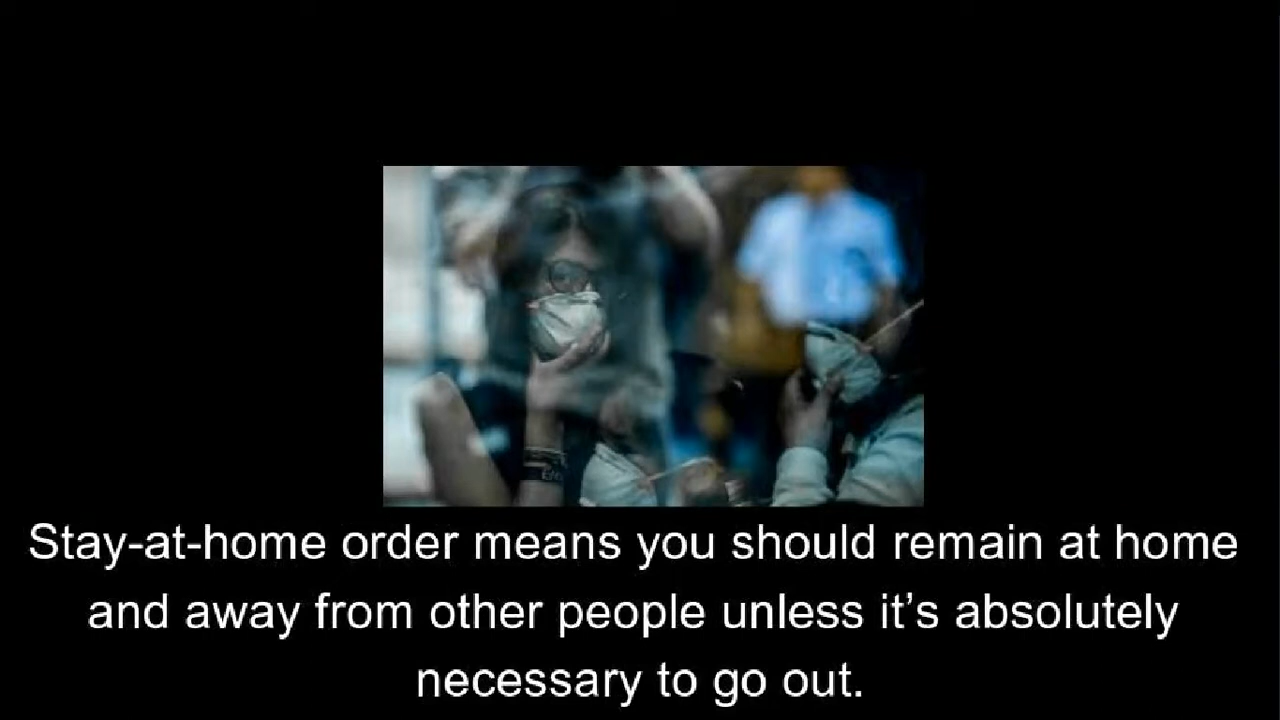 Stay-at-home order means you should remain at home
and away from other people unless it’s absolutely
necessary to go out.